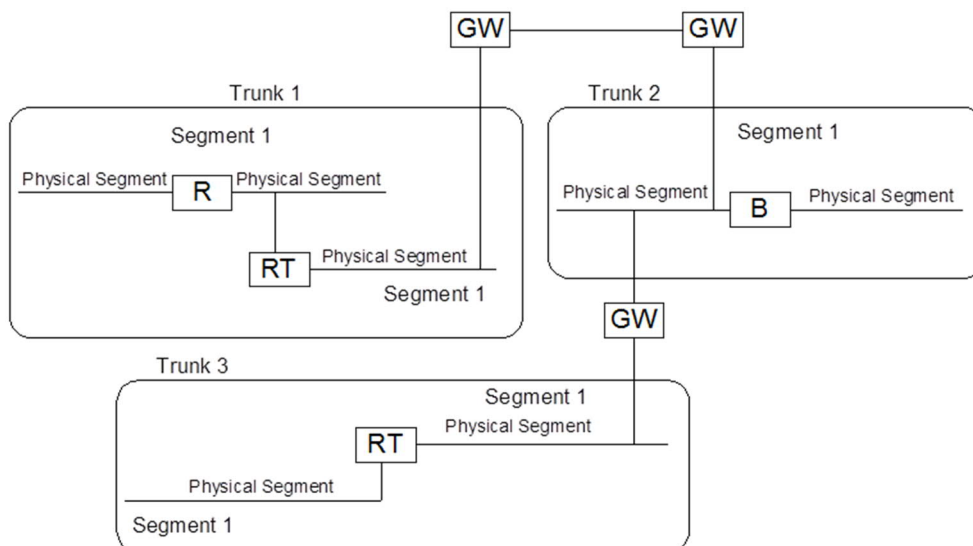 GW
GW
Trunk 1
Trunk 2
Segment 1
Segment 1
Physical Segment
R
Physical Segment
Physical Segment
B
Physical Segment
RT
Physical Segment
Segment 1
GW
Trunk 3
Segment 1
RT
Physical Segment
Physical Segment
Segment 1